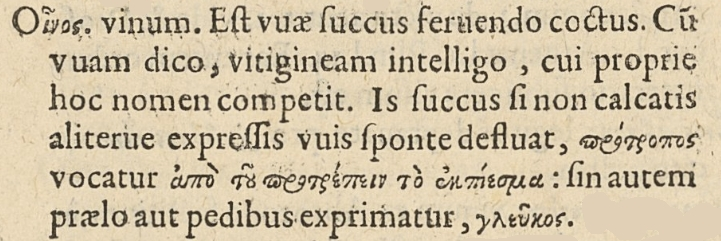 Οἶνος. vinum. Eſt vuæ ſuccus feruendo coctus. Cū
vuam dico, vitigineam intelligo, cui proprie
hoc nomen competit. Is ſuccus ſi non calcatis
aliterue expreſſis vuis ſponte defluat, πρότροπος
vocatur ἀπὸ τοῦ προτρέπειν τὸ ἐκπίεσμα: ſin autem
prælo aut pedibus exprimatur, γλεῦκος.